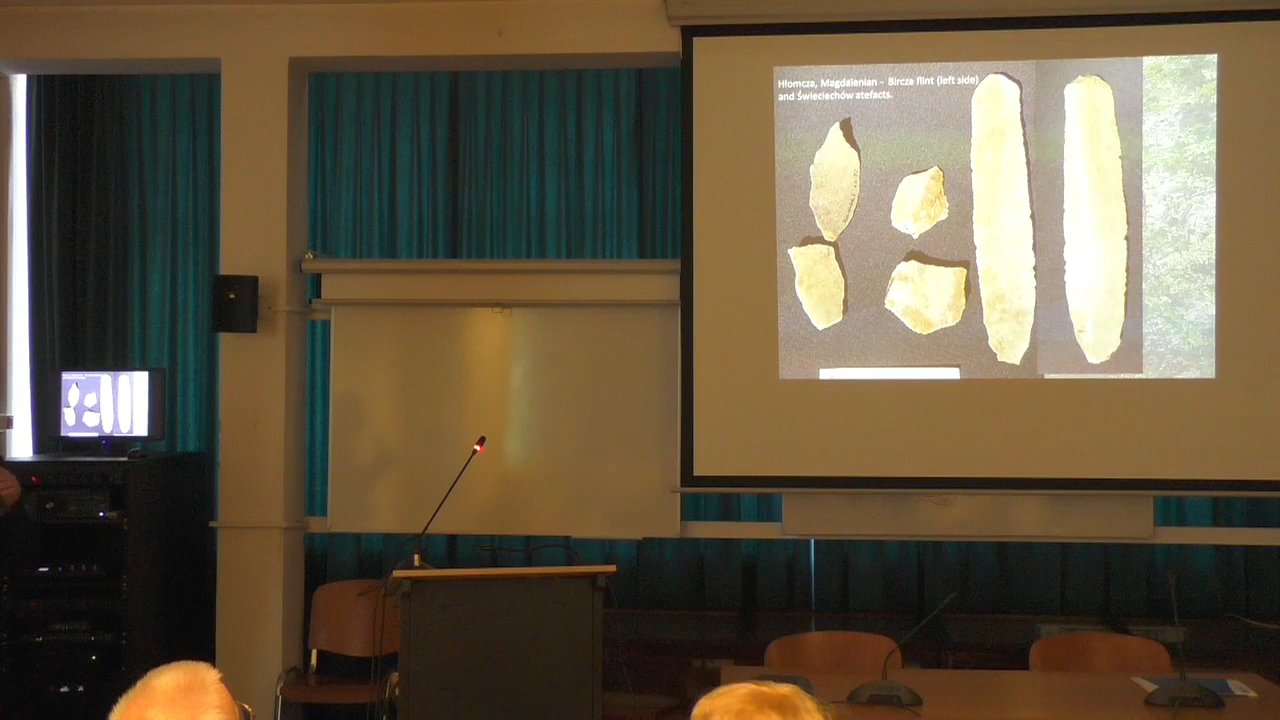 Hłomcza, Magdalenian - Bircza flint (left side)
and Świeciechów atefacts.